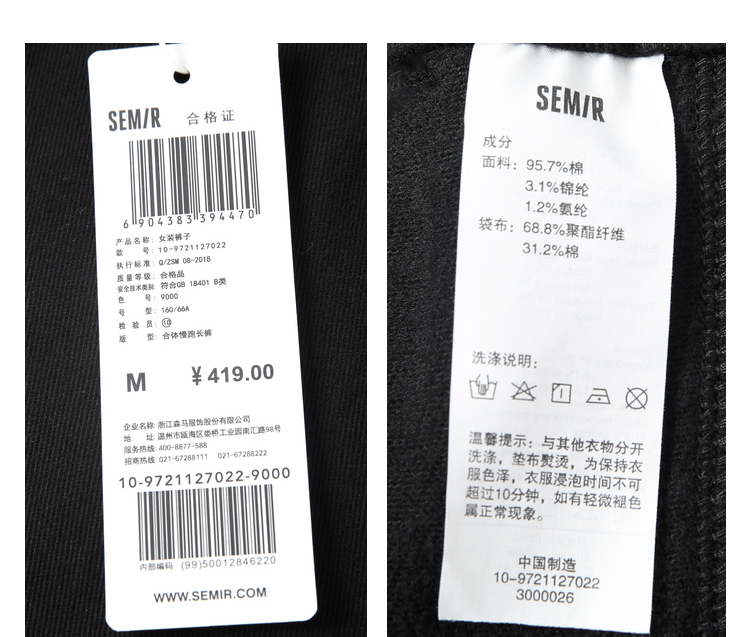 SEMIR 合格证
6 904383 394470
产品名称: 女装裤子
款 号: 10-9721127022
执行标准: Q/ZSM 08-2018
质量等级: 合格品
安全技术类别: 符合GB 18401 B类
色 号: 9000
号 型: 160/66A
检 验 员: ⑩
版 型: 合体慢跑长裤
M ¥419.00
企业名称: 浙江森马服饰股份有限公司
地 址: 温州市瓯海区娄桥工业园南汇路98号
服务热线: 400-8877-588
招商热线: 021-67288111 021-67288222
10-9721127022-9000
内部编码 (99)50012846220
WWW.SEMIR.COM
SEMIR
成分
面料: 95.7%棉
3.1%锦纶
1.2%氨纶
袋布: 68.8%聚酯纤维
31.2%棉
洗涤说明:
温馨提示: 与其他衣物分开
洗涤, 垫布熨烫, 为保持衣
服色泽, 衣服浸泡时间不可
超过10分钟, 如有轻微褪色
属正常现象。
中国制造
10-9721127022
3000026